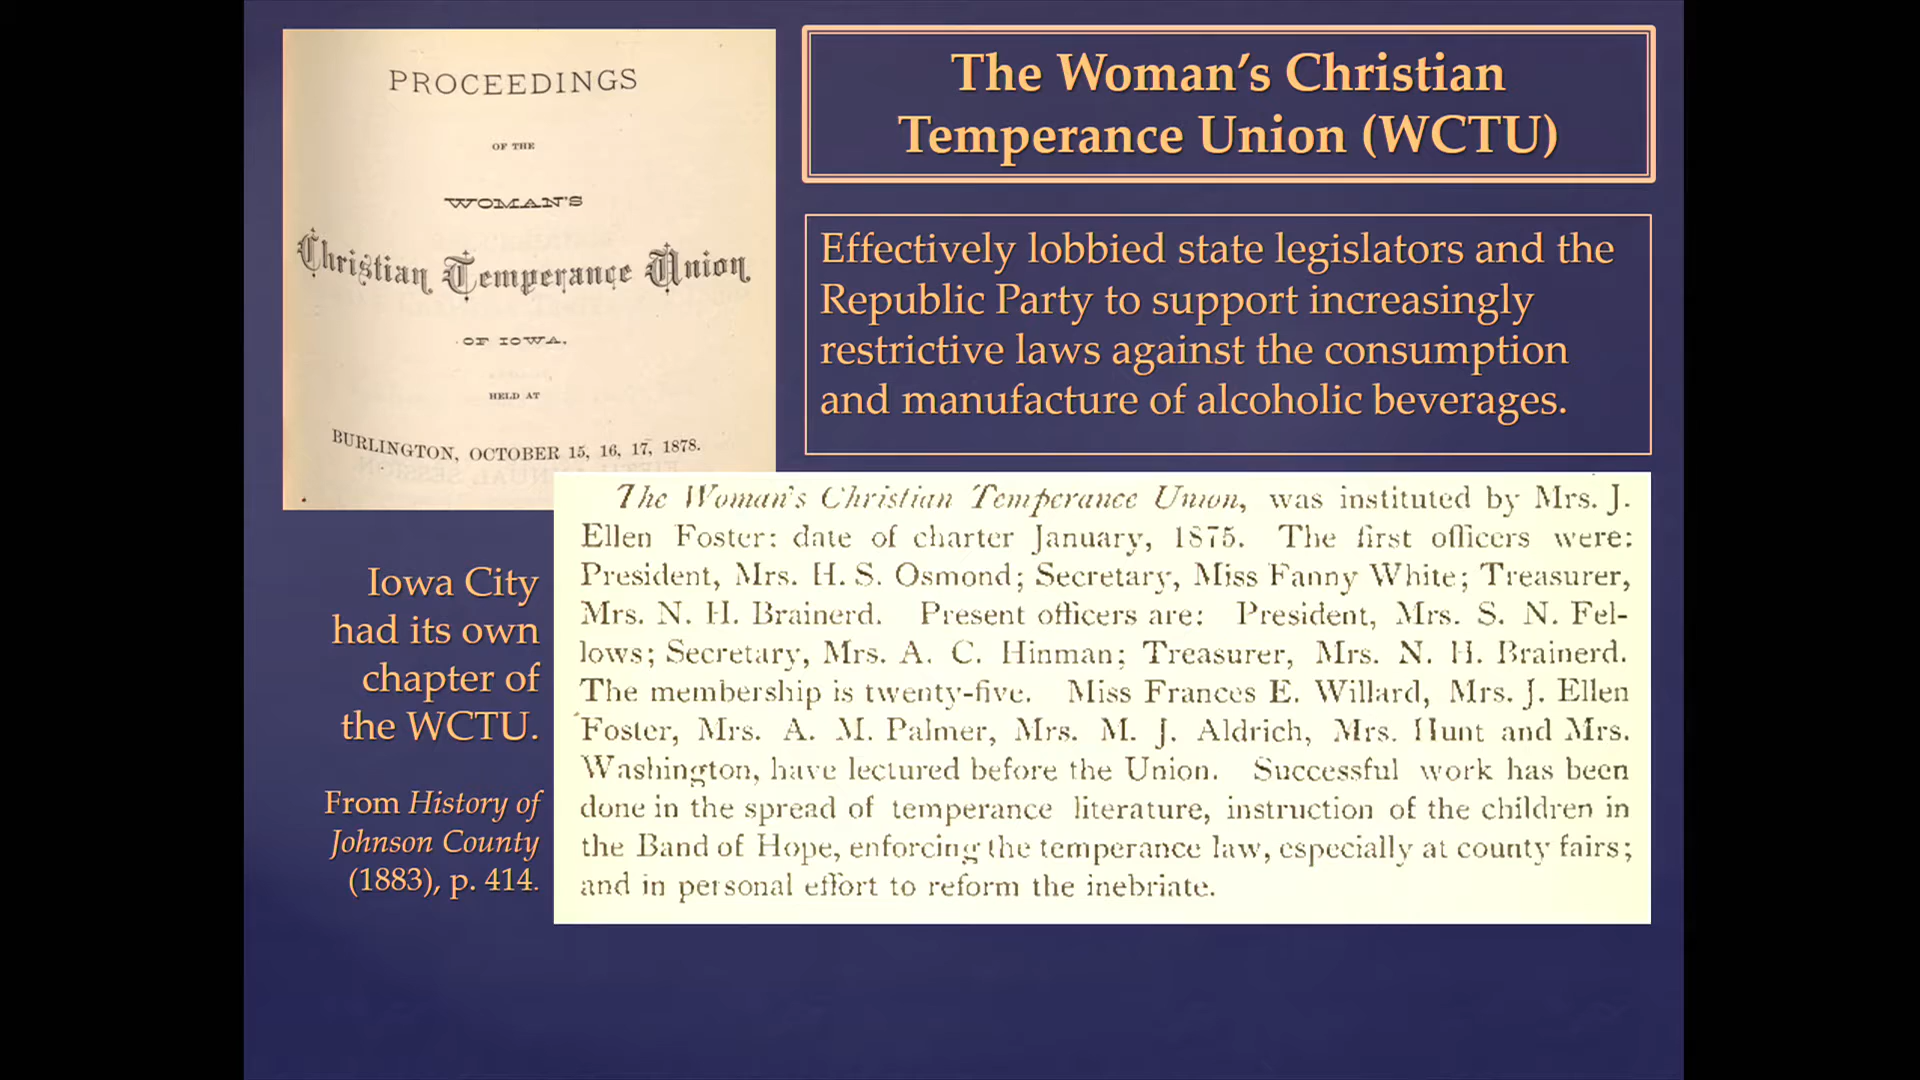 PROCEEDINGS
OF THE
WOMAN'S
Christian Temperance Union
OF IOWA,
HELD AT
BURLINGTON, OCTOBER 15, 16, 17, 1878.
The Woman's Christian
Temperance Union (WCTU)
Effectively lobbied state legislators and the
Republic Party to support increasingly
restrictive laws against the consumption
and manufacture of alcoholic beverages.
Iowa City
had its own
chapter of
the WCTU.
From History of
Johnson County
(1883), p. 414.
The Woman's Christian Temperance Union, was instituted by Mrs. J.
Ellen Foster: date of charter January, 1875. The first officers were:
President, Mrs. H. S. Osmond; Secretary, Miss Fanny White; Treasurer,
Mrs. N. H. Brainerd. Present officers are: President, Mrs. S. N. Fel-
lows; Secretary, Mrs. A. C. Hinman; Treasurer, Mrs. N. H. Brainerd.
The membership is twenty-five. Miss Frances E. Willard, Mrs. J. Ellen
Foster, Mrs. A. M. Palmer, Mrs. M. J. Aldrich, Mrs. Hunt and Mrs.
Washington, have lectured before the Union. Successful work has been
done in the spread of temperance literature, instruction of the children in
the Band of Hope, enforcing the temperance law, especially at county fairs;
and in personal effort to reform the inebriate.